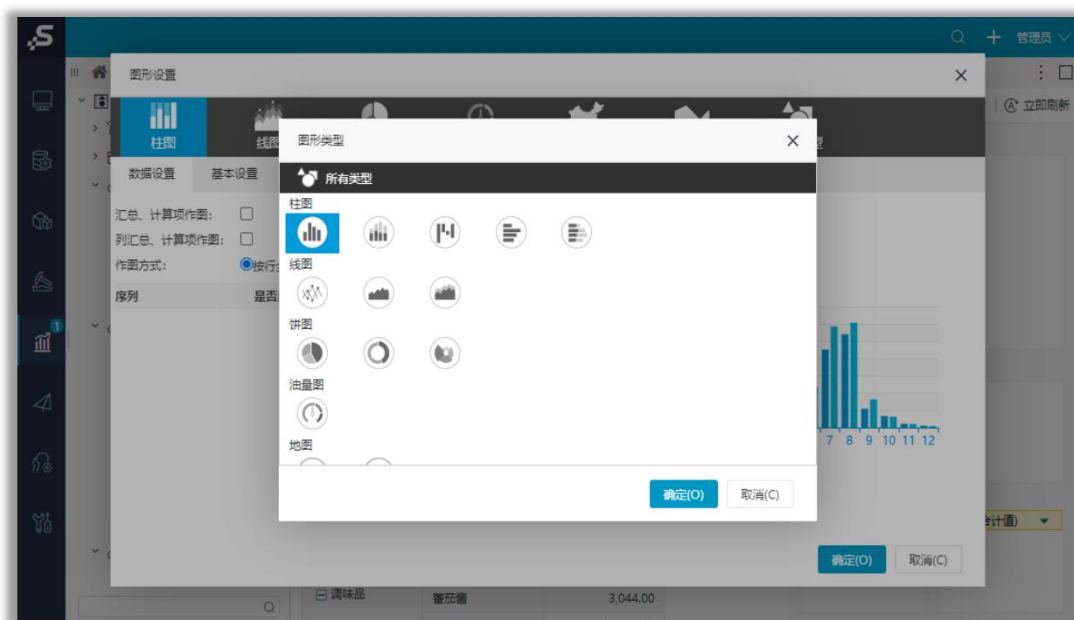 S
管理员
图形设置
立即刷新
柱图
线图
图形类型
数据设置
基本设置
所有类型
汇总、计算项作图:
柱图
列汇总、计算项作图:
作图方式:
按行
线图
序列
是否
1
饼图
油量图
7 8 9 10 11 12
地图
确定(O)
取消(C)
合计值)
确定(O)
取消(C)
调味品
蕃茄酱
3,044.00